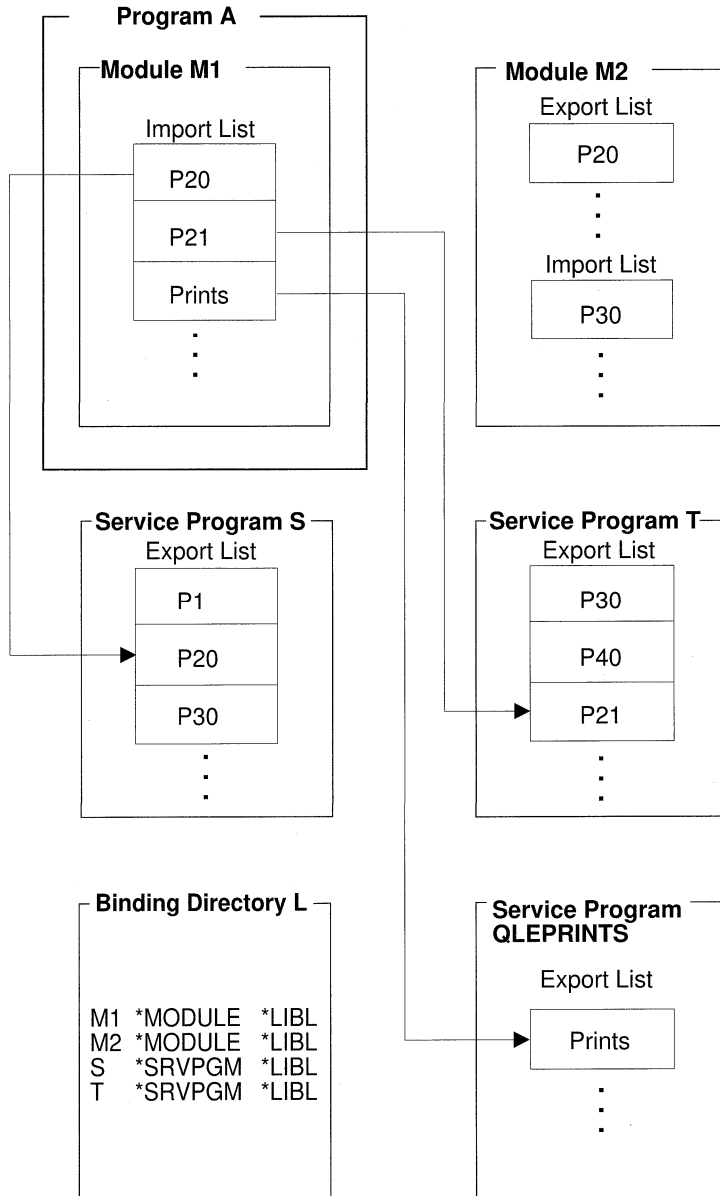 Program A
Module M1
Import List
P20
P21
Prints
Module M2
Export List
P20
Import List
P30
Service Program S
Export List
P1
P20
P30
Service Program T
Export List
P30
P40
P21
Binding Directory L
M1 *MODULE *LIBL
M2 *MODULE *LIBL
S *SRVPGM *LIBL
T *SRVPGM *LIBL
Service Program
QLEPRINTS
Export List
Prints